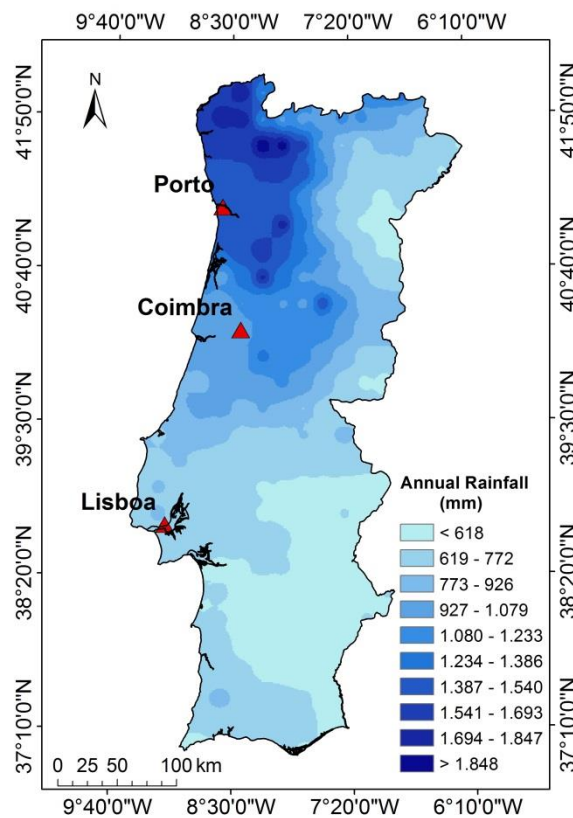 9°40'0"W 8°30'0"W 7°20'0"W 6°10'0"W
N
41°50'0"N
41°50'0"N
Porto
40°40'0"N
40°40'0"N
Coimbra
39°30'0"N
39°30'0"N
Lisboa
Annual Rainfall
(mm)
< 618
619 - 772
773 - 926
927 - 1.079
1.080 - 1.233
1.234 - 1.386
1.387 - 1.540
1.541 - 1.693
1.694 - 1.847
> 1.848
38°20'0"N
38°20'0"N
37°10'0"N
37°10'0"N
0 25 50 100 km
9°40'0"W 8°30'0"W 7°20'0"W 6°10'0"W